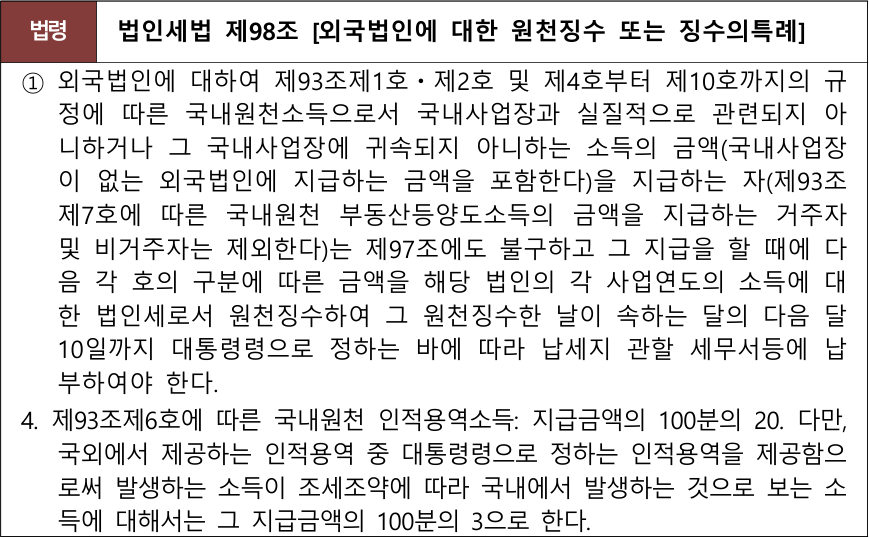 법령
법인세법 제98조 [외국법인에 대한 원천징수 또는 징수의특례]
① 외국법인에 대하여 제93조제1호·제2호 및 제4호부터 제10호까지의 규
정에 따른 국내원천소득으로서 국내사업장과 실질적으로 관련되지 아
니하거나 그 국내사업장에 귀속되지 아니하는 소득의 금액(국내사업장
이 없는 외국법인에 지급하는 금액을 포함한다)을 지급하는 자(제93조
제7호에 따른 국내원천 부동산등양도소득의 금액을 지급하는 거주자
및 비거주자는 제외한다)는 제97조에도 불구하고 그 지급을 할 때에 다
음 각 호의 구분에 따른 금액을 해당 법인의 각 사업연도의 소득에 대
한 법인세로서 원천징수하여 그 원천징수한 날이 속하는 달의 다음 달
10일까지 대통령령으로 정하는 바에 따라 납세지 관할 세무서등에 납
부하여야 한다.
4. 제93조제6호에 따른 국내원천 인적용역소득: 지급금액의 100분의 20. 다만,
국외에서 제공하는 인적용역 중 대통령령으로 정하는 인적용역을 제공함으
로써 발생하는 소득이 조세조약에 따라 국내에서 발생하는 것으로 보는 소
득에 대해서는 그 지급금액의 100분의 3으로 한다.